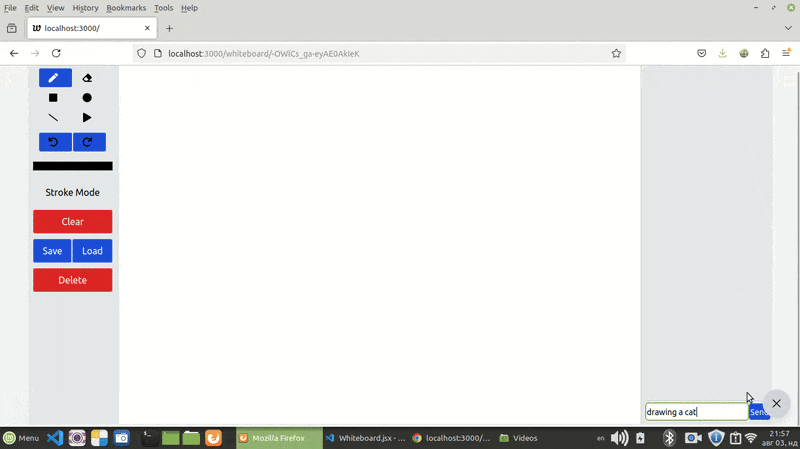 File Edit View History Bookmarks Tools Help
localhost:3000/
localhost:3000/whiteboard/-OWlCs_ga-eyAE0AkIeK
Stroke Mode
Clear
Save Load
Delete
drawing a cat Send
Menu Mozilla Firefox Whiteboard.jsx - ... localhost:3000/... Videos en 21:57
авг 03, нд